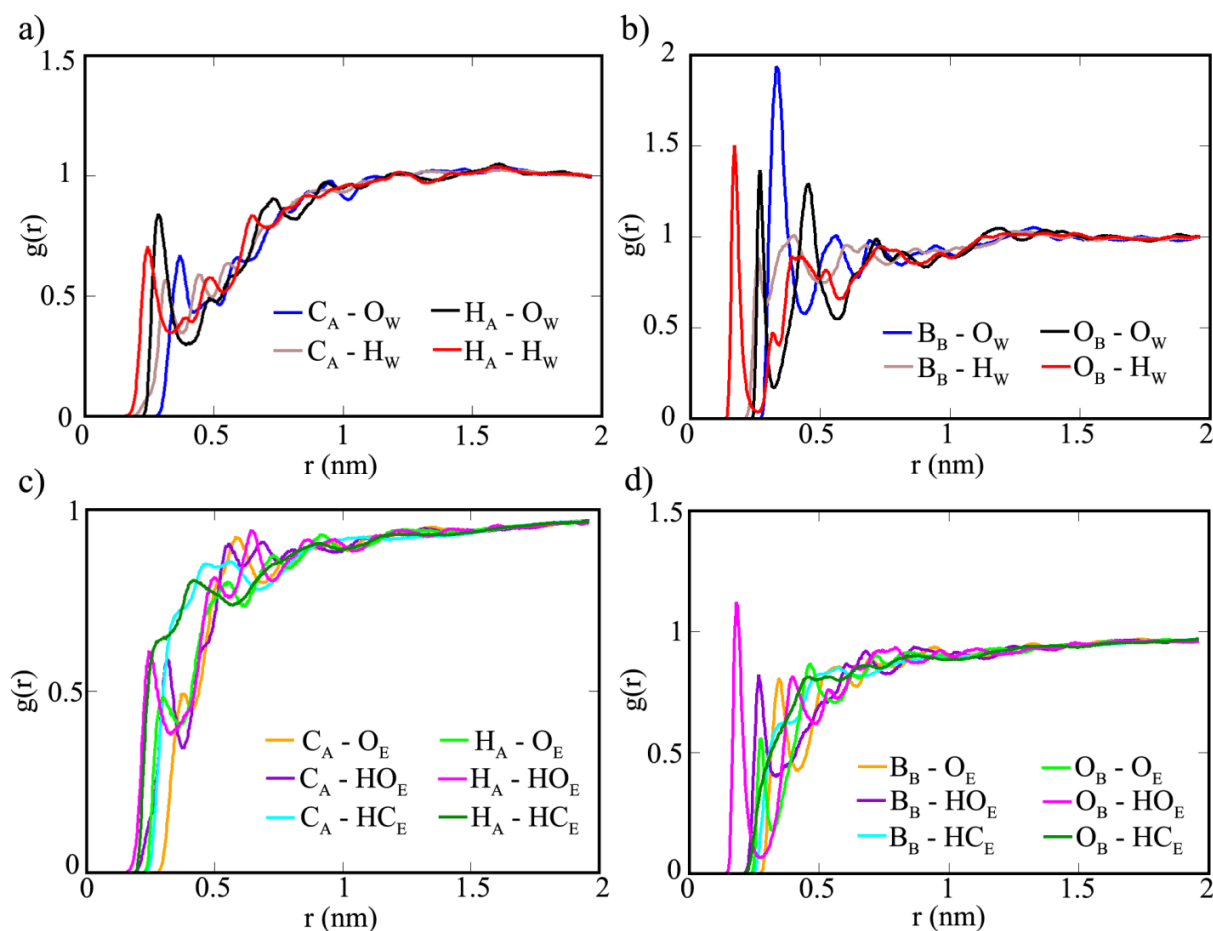 a)
1.5
1
0.5
0
g(r)
C_A - O_W
H_A - O_W
C_A - H_W
H_A - H_W
0 0.5 1 1.5 2
r (nm)
b)
2
1.5
1
0.5
0
g(r)
B_B - O_W
O_B - O_W
B_B - H_W
O_B - H_W
0 0.5 1 1.5 2
r (nm)
c)
1
0.5
0
g(r)
C_A - O_E
H_A - O_E
C_A - HO_E
H_A - HO_E
C_A - HC_E
H_A - HC_E
0 0.5 1 1.5 2
r (nm)
d)
1.5
1
0.5
0
g(r)
B_B - O_E
O_B - O_E
B_B - HO_E
O_B - HO_E
B_B - HC_E
O_B - HC_E
0 0.5 1 1.5 2
r (nm)